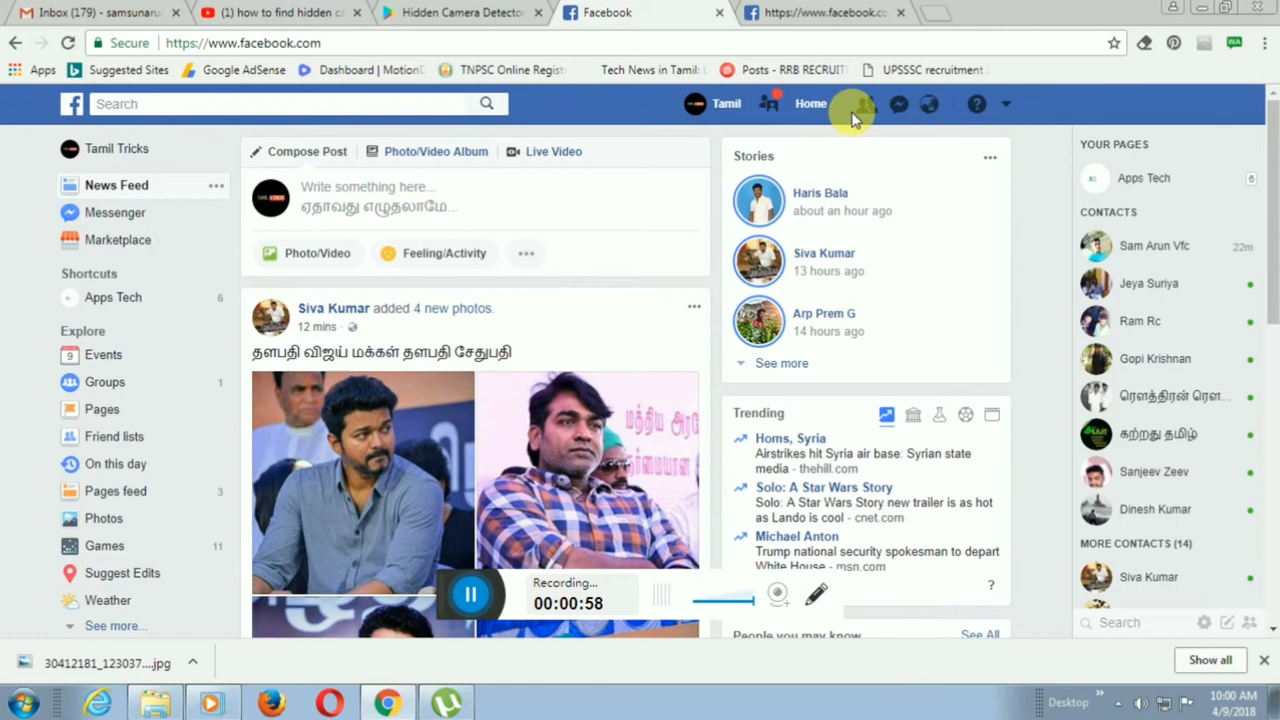 Inbox (179) - samsunaru
(1) how to find hidden ca
Hidden Camera Detector
Facebook
https://www.facebook.co
Secure
https://www.facebook.com
Apps
Suggested Sites
Google AdSense
Dashboard | MotionD
TNPSC Online Regist
Tech News in Tamil:
Posts - RRB RECRUIT
UPSSSC recruitment
Search
Tamil
Home
Tamil Tricks
News Feed
Messenger
Marketplace
Shortcuts
Apps Tech 6
Explore
9 Events
Groups 1
Pages
Friend lists
On this day
Pages feed 3
Photos
Games 11
Suggest Edits
Weather
See more...
Compose Post
Photo/Video Album
Live Video
Write something here...
ஏதாவது எழுதலாமே...
Photo/Video
Feeling/Activity
Siva Kumar added 4 new photos.
12 mins ·
தளபதி விஜய் மக்கள் தளபதி சேதுபதி
Recording...
00:00:58
Stories
Haris Bala
about an hour ago
Siva Kumar
13 hours ago
Arp Prem G
14 hours ago
See more
Trending
Homs, Syria
Airstrikes hit Syria air base: Syrian state
media - thehill.com
Solo: A Star Wars Story
Solo: A Star Wars Story new trailer is as hot
as Lando is cool - cnet.com
Michael Anton
Trump national security spokesman to depart
White House - msn.com
People you may know
See All
YOUR PAGES
Apps Tech 6
CONTACTS
Sam Arun Vfc 22m
Jeya Suriya
Ram Rc
Gopi Krishnan
ரௌத்திரன் ரௌ...
கற்றது தமிழ்
Sanjeev Zeev
Dinesh Kumar
MORE CONTACTS (14)
Siva Kumar
Search
30412181_123037....jpg
Show all
Desktop
10:00 AM
4/9/2018